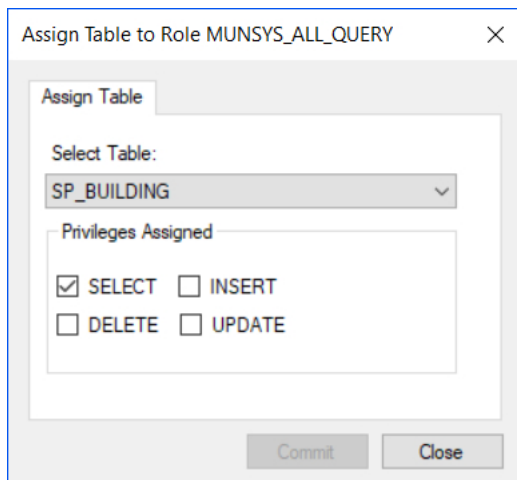 Assign Table to Role MUNSYS_ALL_QUERY
Assign Table
Select Table:
SP_BUILDING
Privileges Assigned
SELECT INSERT
DELETE UPDATE
Commit Close